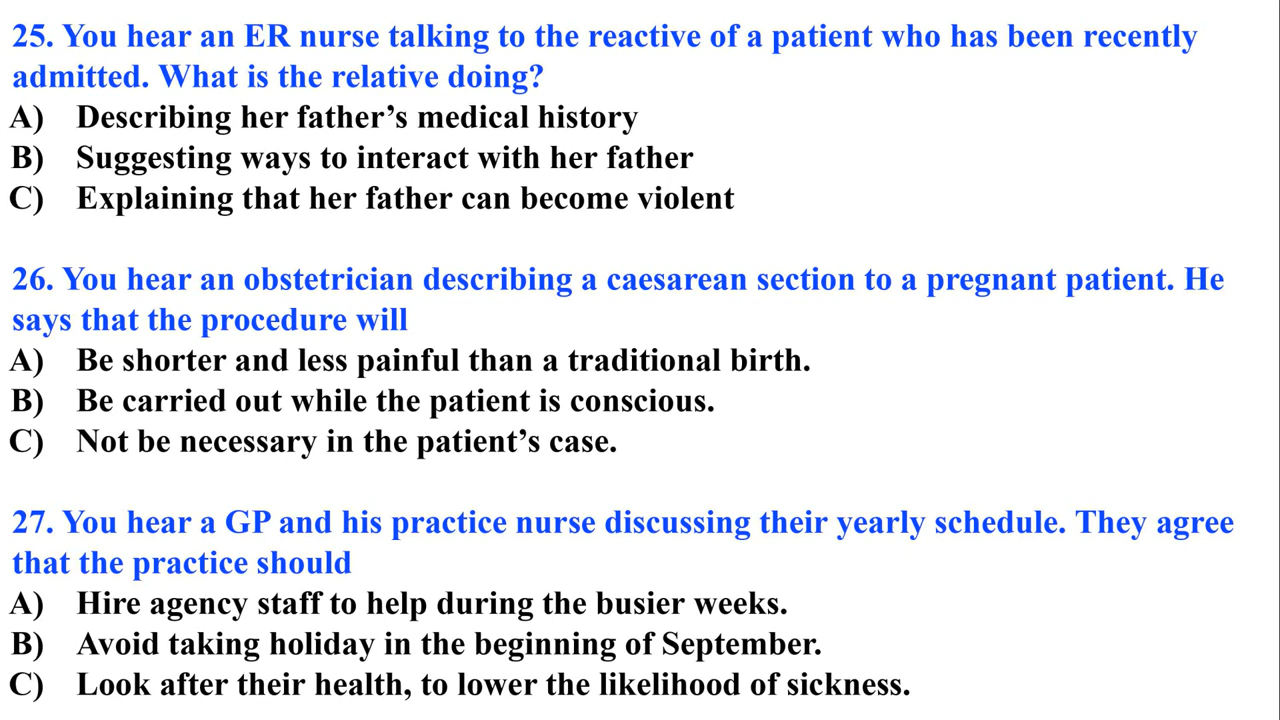 25. You hear an ER nurse talking to the reactive of a patient who has been recently
admitted. What is the relative doing?
A) Describing her father’s medical history
B) Suggesting ways to interact with her father
C) Explaining that her father can become violent
26. You hear an obstetrician describing a caesarean section to a pregnant patient. He
says that the procedure will
A) Be shorter and less painful than a traditional birth.
B) Be carried out while the patient is conscious.
C) Not be necessary in the patient’s case.
27. You hear a GP and his practice nurse discussing their yearly schedule. They agree
that the practice should
A) Hire agency staff to help during the busier weeks.
B) Avoid taking holiday in the beginning of September.
C) Look after their health, to lower the likelihood of sickness.